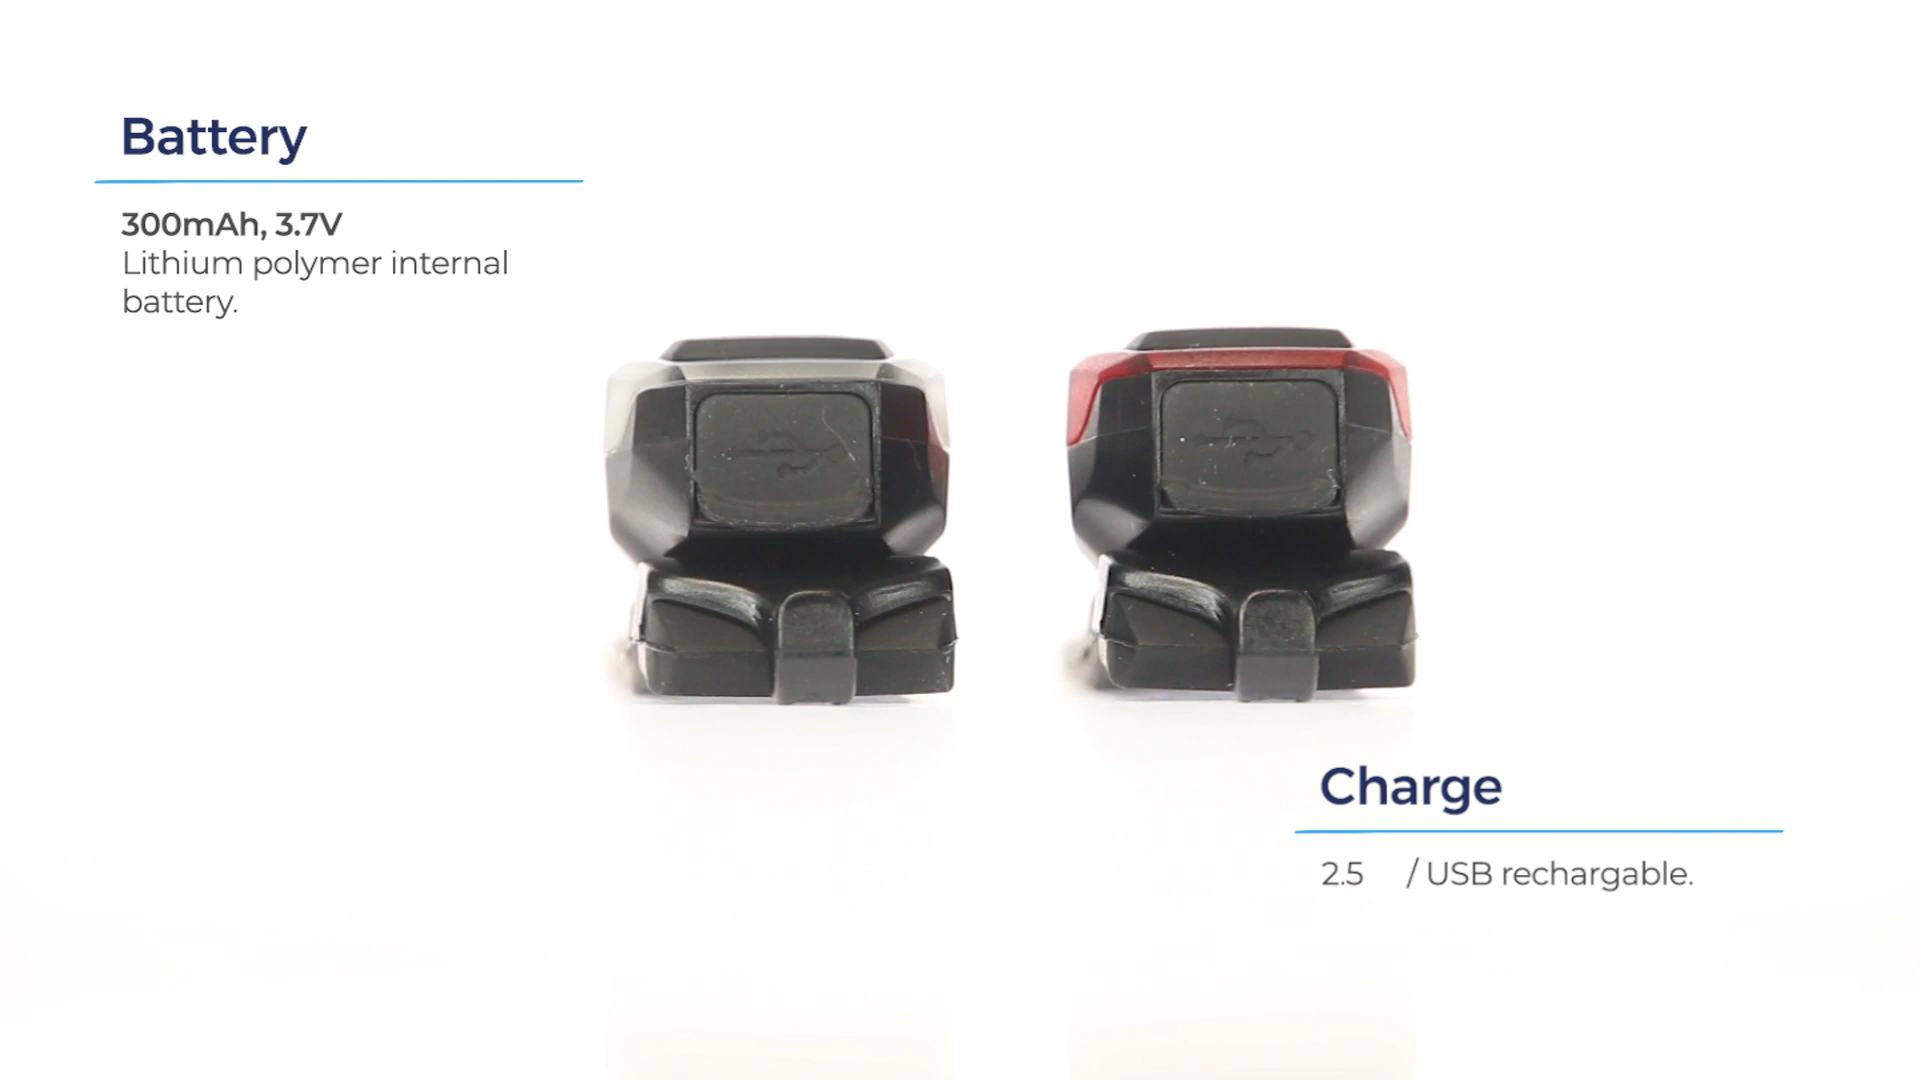 Battery
300mAh, 3.7V
Lithium polymer internal
battery.
Charge
2.5 / USB rechargable.